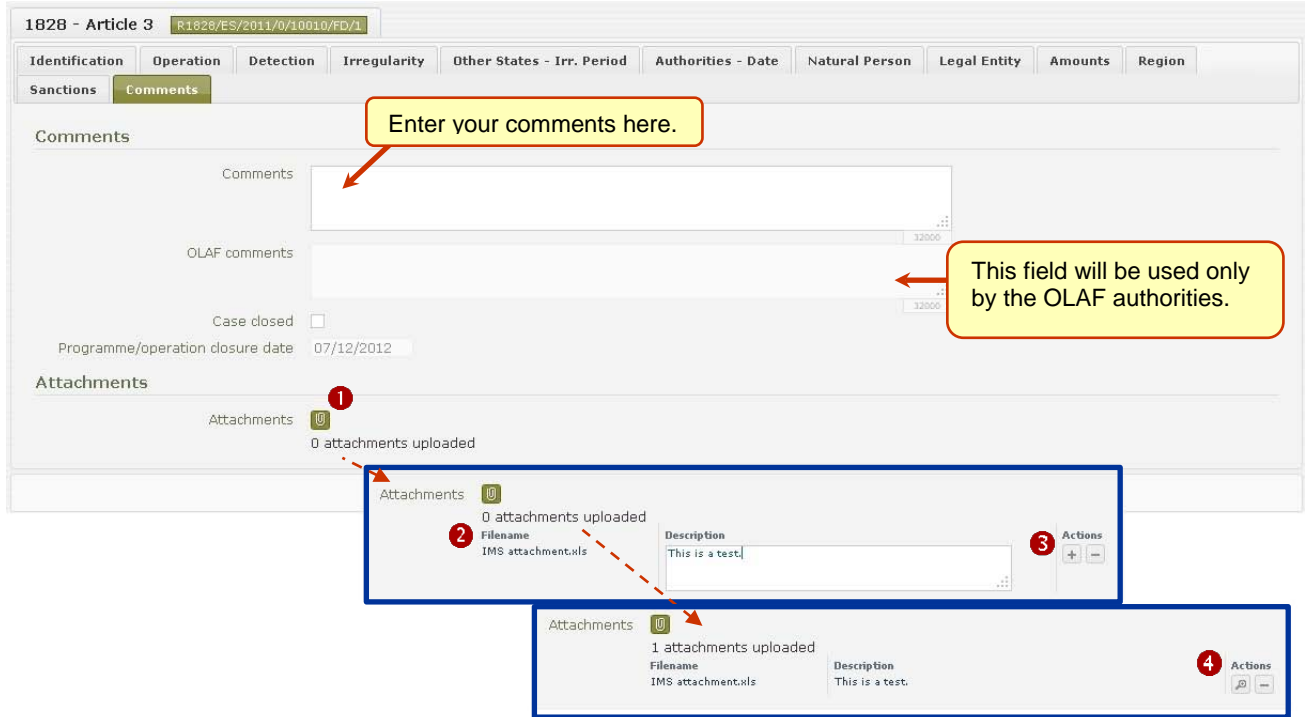 1828 - Article 3 R1828/ES/2011/0/10010/FD/1
Identification Operation Detection Irregularity Other States - Irr. Period Authorities - Date Natural Person Legal Entity Amounts Region
Sanctions Comments
Enter your comments here.
Comments
Comments
32000
OLAF comments
This field will be used only
by the OLAF authorities.
32000
Case closed
Programme/operation closure date 07/12/2012
Attachments
1
Attachments
0 attachments uploaded
Attachments
0 attachments uploaded
2 Filename Description 3 Actions
IMS attachment.xls This is a test.
Attachments
1 attachments uploaded
Filename Description 4 Actions
IMS attachment.xls This is a test.